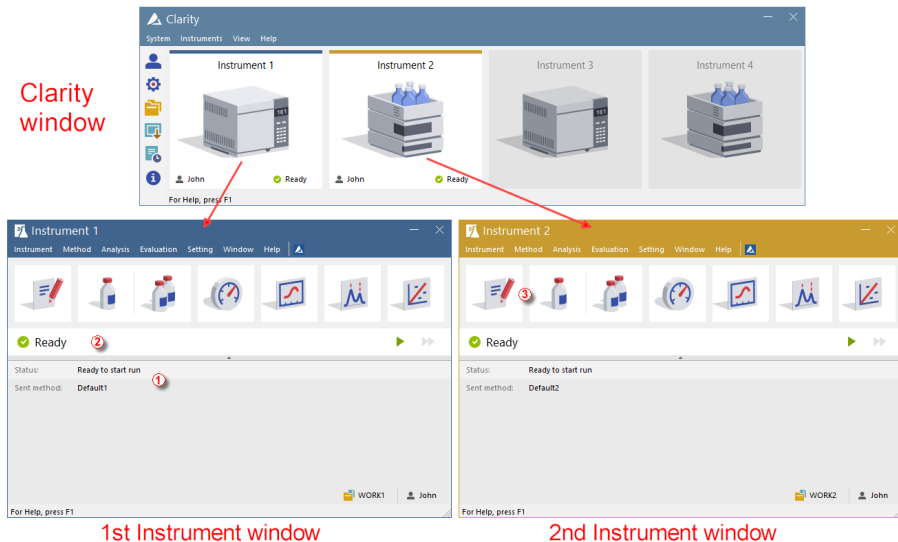 Clarity
System Instruments View Help
Instrument 1 Instrument 2 Instrument 3 Instrument 4
Clarity
window
John Ready John Ready
For Help, press F1
Instrument 1
Instrument Method Analysis Evaluation Setting Window Help
Ready 2
Status: Ready to start run
1
Sent method: Default1
WORK1 John
For Help, press F1
1st Instrument window
Instrument 2
Instrument Method Analysis Evaluation Setting Window Help
3
Ready
Status: Ready to start run
Sent method: Default2
WORK2 John
For Help, press F1
2nd Instrument window